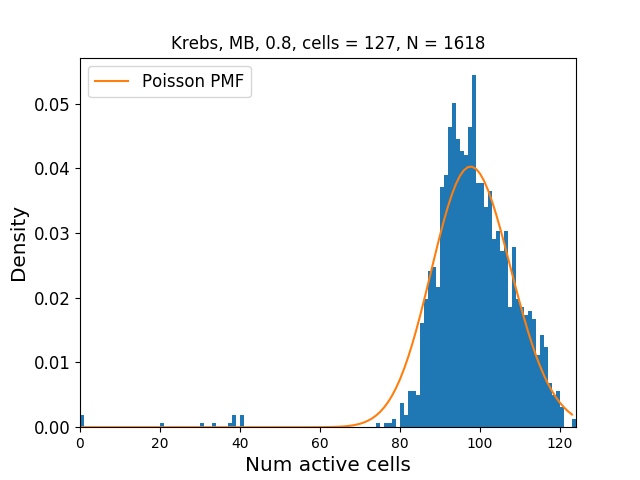 Krebs, MB, 0.8, cells = 127, N = 1618
Poisson PMF
0.05
0.04
0.03
0.02
0.01
0.00
Density
0 20 40 60 80 100 120
Num active cells